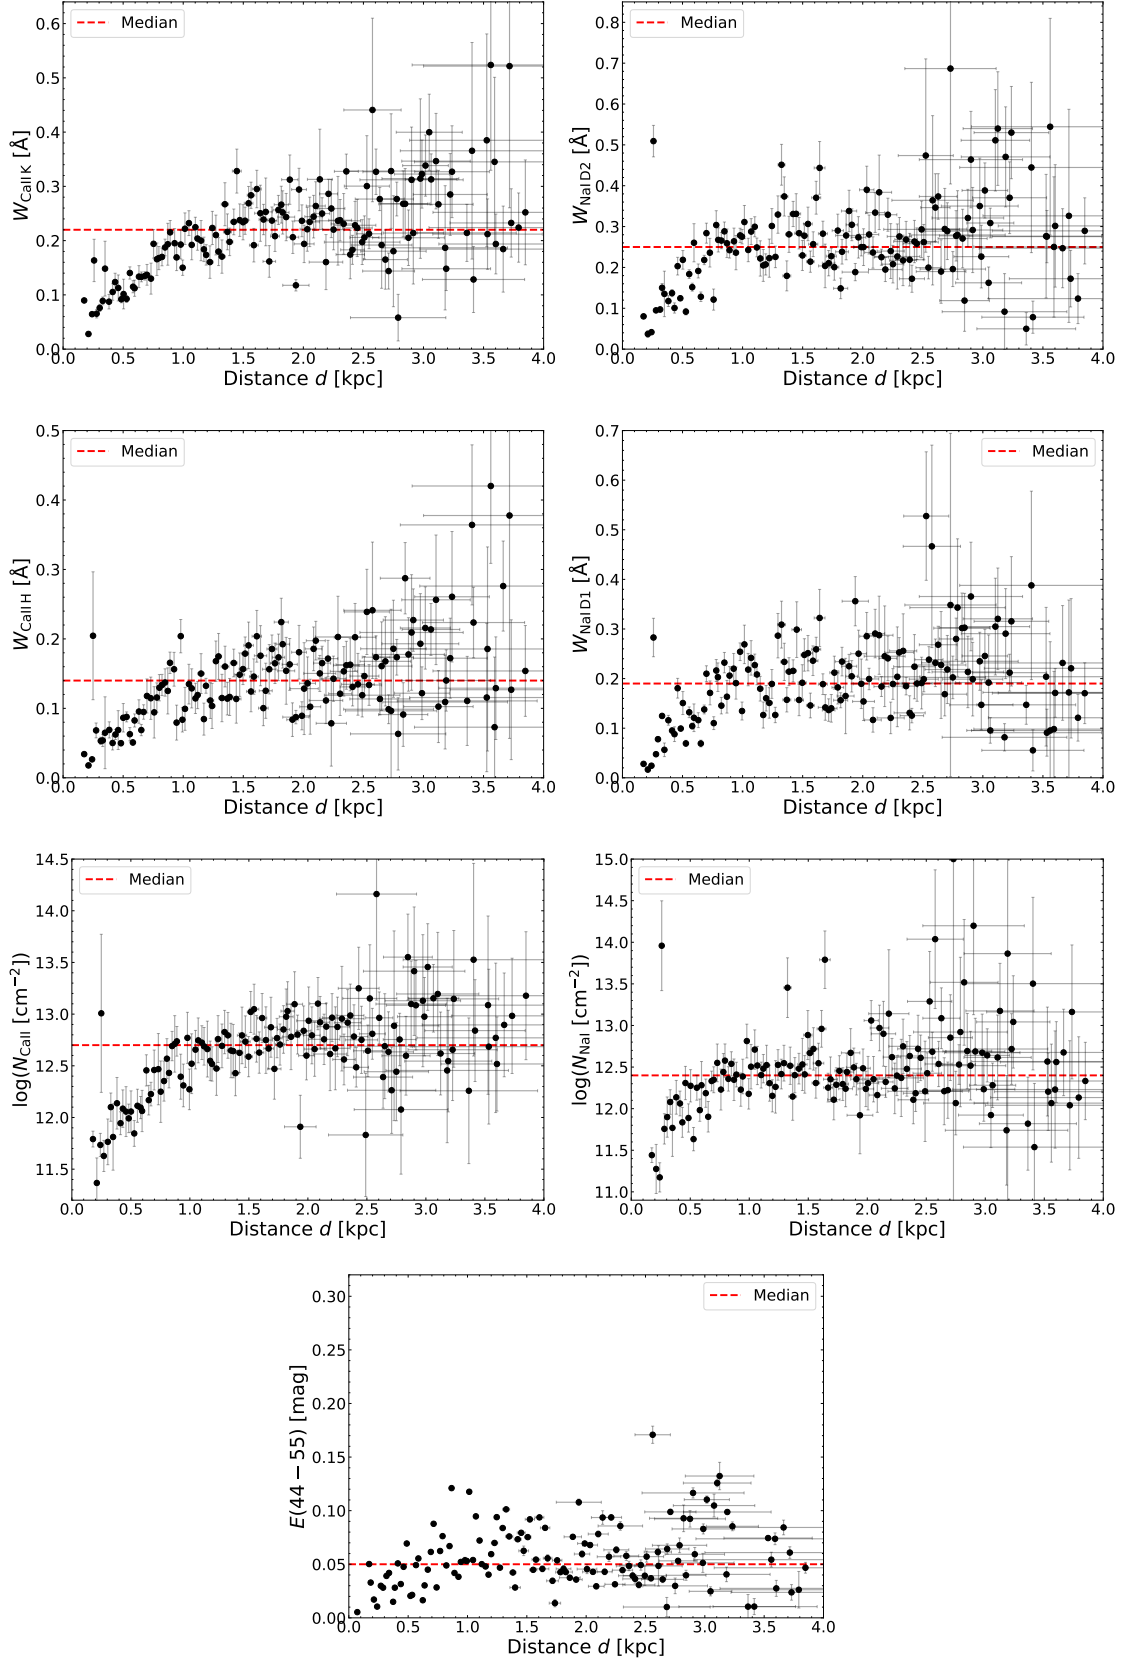 Median
W_CaII K [Å]
0.6
0.5
0.4
0.3
0.2
0.1
0.0
0.0 0.5 1.0 1.5 2.0 2.5 3.0 3.5 4.0
Distance d [kpc]
Median
W_NaI D2 [Å]
0.8
0.7
0.6
0.5
0.4
0.3
0.2
0.1
0.0
0.0 0.5 1.0 1.5 2.0 2.5 3.0 3.5 4.0
Distance d [kpc]
Median
W_CaII H [Å]
0.5
0.4
0.3
0.2
0.1
0.0
0.0 0.5 1.0 1.5 2.0 2.5 3.0 3.5 4.0
Distance d [kpc]
Median
W_NaI D1 [Å]
0.7
0.6
0.5
0.4
0.3
0.2
0.1
0.0
0.0 0.5 1.0 1.5 2.0 2.5 3.0 3.5 4.0
Distance d [kpc]
Median
log(N_CaII [cm⁻²])
14.5
14.0
13.5
13.0
12.5
12.0
11.5
0.0 0.5 1.0 1.5 2.0 2.5 3.0 3.5 4.0
Distance d [kpc]
Median
log(N_NaI [cm⁻²])
15.0
14.5
14.0
13.5
13.0
12.5
12.0
11.5
11.0
0.0 0.5 1.0 1.5 2.0 2.5 3.0 3.5 4.0
Distance d [kpc]
Median
E(44 − 55) [mag]
0.30
0.25
0.20
0.15
0.10
0.05
0.00
0.0 0.5 1.0 1.5 2.0 2.5 3.0 3.5 4.0
Distance d [kpc]